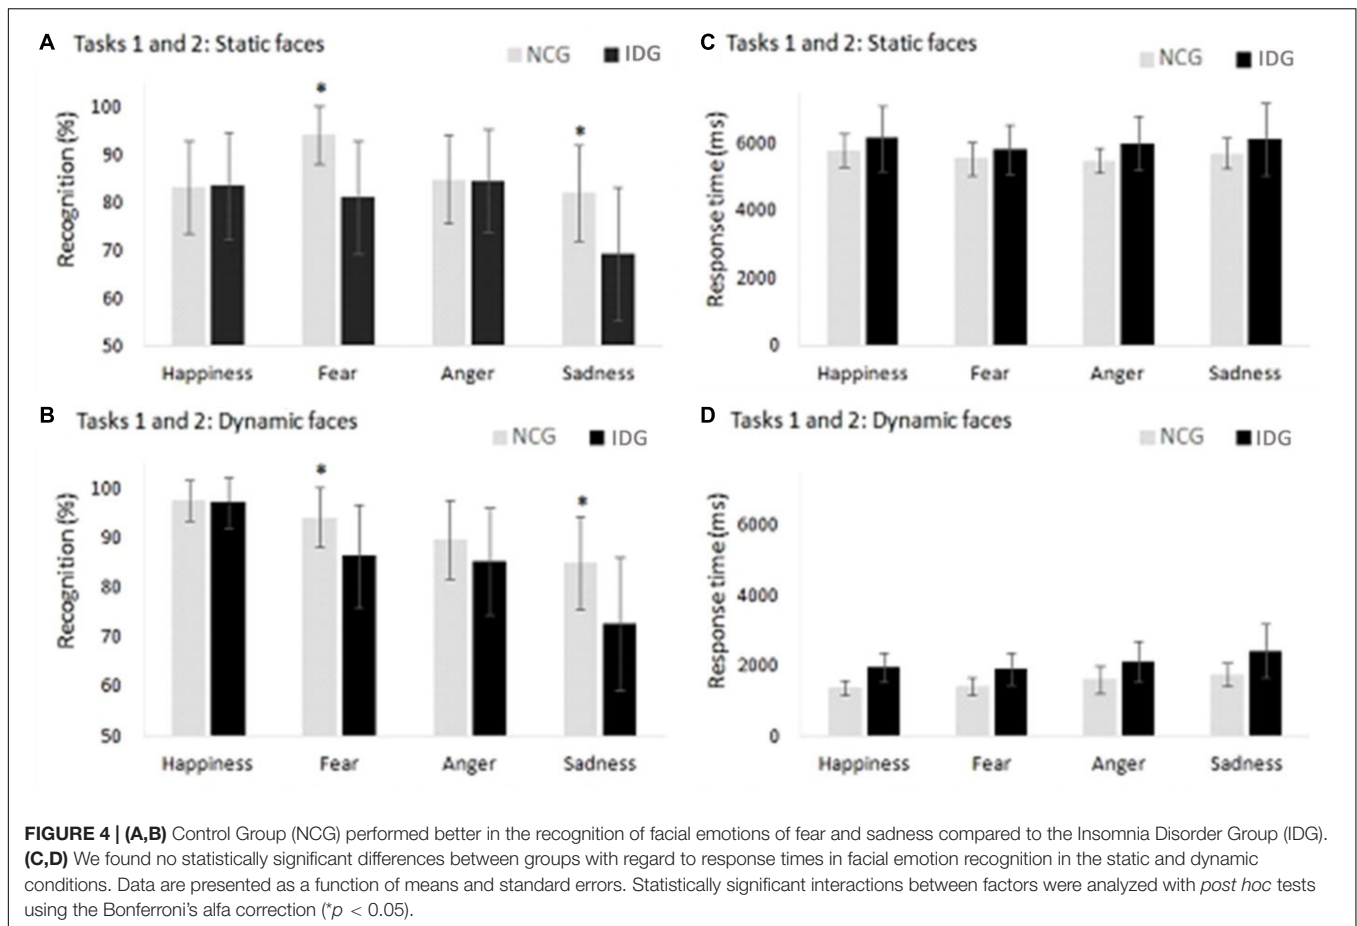 A Tasks 1 and 2: Static faces
NCG IDG
Recognition (%)
100
90
80
70
60
50
* *
Happiness Fear Anger Sadness
B Tasks 1 and 2: Dynamic faces
NCG IDG
Recognition (%)
100
90
80
70
60
50
* *
Happiness Fear Anger Sadness
C Tasks 1 and 2: Static faces
NCG IDG
Response time (ms)
6000
4000
2000
0
Happiness Fear Anger Sadness
D Tasks 1 and 2: Dynamic faces
NCG IDG
Response time (ms)
6000
4000
2000
0
Happiness Fear Anger Sadness
FIGURE 4 | (A,B) Control Group (NCG) performed better in the recognition of facial emotions of fear and sadness compared to the Insomnia Disorder Group (IDG).
(C,D) We found no statistically significant differences between groups with regard to response times in facial emotion recognition in the static and dynamic
conditions. Data are presented as a function of means and standard errors. Statistically significant interactions between factors were analyzed with post hoc tests
using the Bonferroni's alfa correction (*p < 0.05).